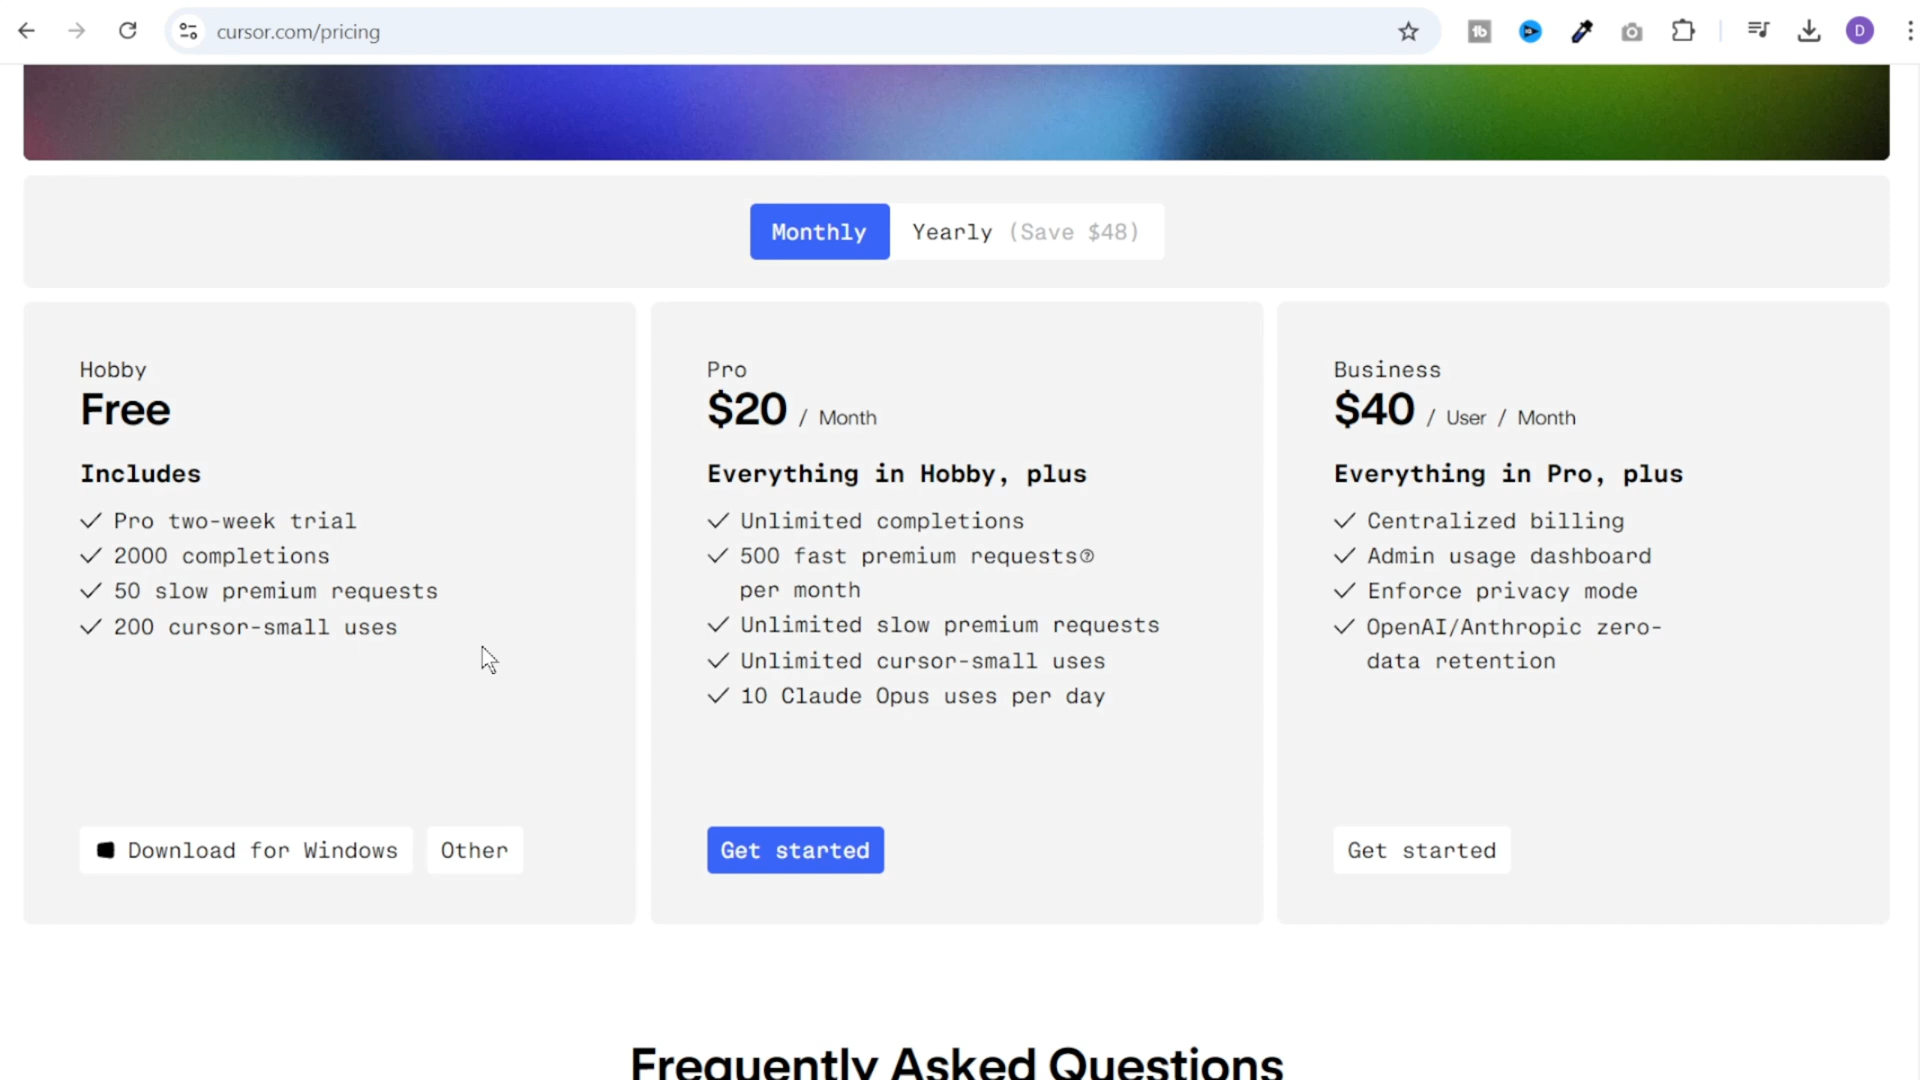 cursor.com/pricing
tb
D
Monthly
Yearly (Save $48)
Hobby
Free
Includes
Pro two-week trial
2000 completions
50 slow premium requests
200 cursor-small uses
Download for Windows
Other
Pro
$20 / Month
Everything in Hobby, plus
Unlimited completions
500 fast premium requests?
per month
Unlimited slow premium requests
Unlimited cursor-small uses
10 Claude Opus uses per day
Get started
Business
$40 / User / Month
Everything in Pro, plus
Centralized billing
Admin usage dashboard
Enforce privacy mode
OpenAI/Anthropic zero-
data retention
Get started
Frequently Asked Questions